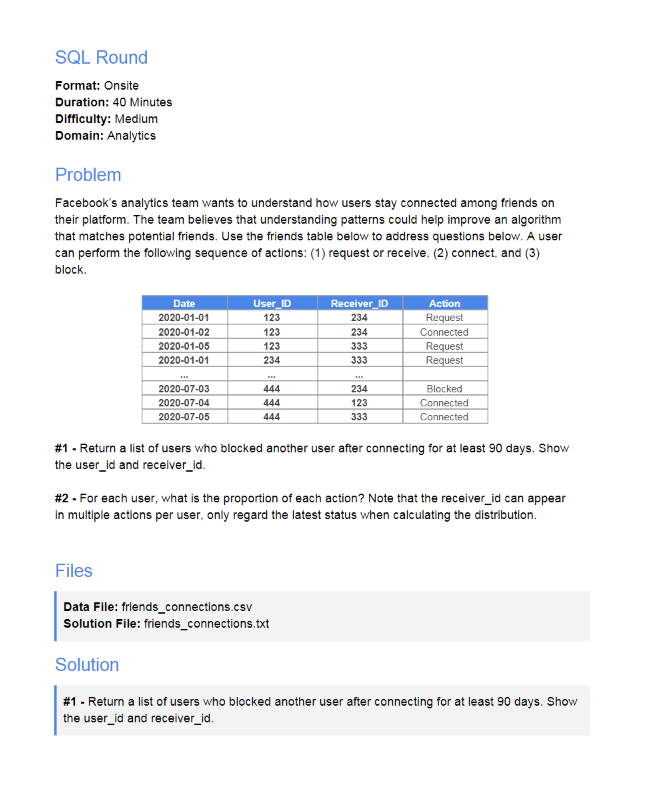 SQL Round
Format: Onsite
Duration: 40 Minutes
Difficulty: Medium
Domain: Analytics
Problem
Facebook's analytics team wants to understand how users stay connected among friends on
their platform. The team believes that understanding patterns could help improve an algorithm
that matches potential friends. Use the friends table below to address questions below. A user
can perform the following sequence of actions: (1) request or receive, (2) connect, and (3)
block.
Date User_ID Receiver_ID Action
2020-01-01 123 234 Request
2020-01-02 123 234 Connected
2020-01-05 123 333 Request
2020-01-01 234 333 Request
... ... ...
2020-07-03 444 234 Blocked
2020-07-04 444 123 Connected
2020-07-05 444 333 Connected
#1 - Return a list of users who blocked another user after connecting for at least 90 days. Show
the user_id and receiver_id.
#2 - For each user, what is the proportion of each action? Note that the receiver_id can appear
in multiple actions per user, only regard the latest status when calculating the distribution.
Files
Data File: friends_connections.csv
Solution File: friends_connections.txt
Solution
#1 - Return a list of users who blocked another user after connecting for at least 90 days. Show
the user_id and receiver_id.